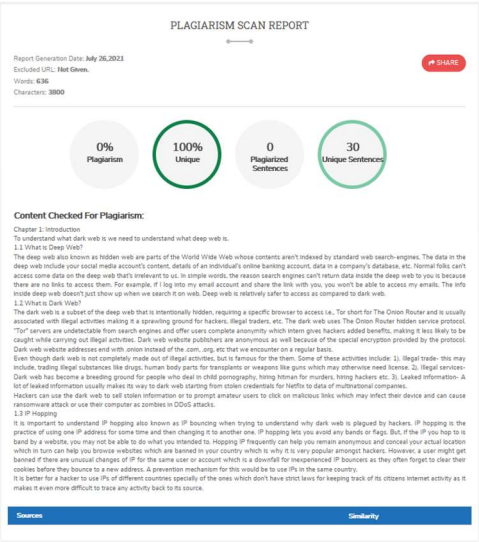 PLAGIARISM SCAN REPORT
Report Generation Date: July 26,2021
Excluded URL: Not Given.
Words: 636
Characters: 3800
SHARE
0%
Plagiarism
100%
Unique
0
Plagiarized
Sentences
30
Unique Sentences
Content Checked For Plagiarism:
Chapter 1: Introduction
To understand what dark web is we need to understand what deep web is.
1.1 What is Deep Web?
The deep web also known as hidden web are parts of the World Wide Web whose contents aren't indexed by standard web search-engines. The data in the
deep web include your social media account's content, details of an individual's online banking account, data in a company's database, etc. Normal folks can't
access some data on the deep web that's irrelevant to us. In simple words, the reason search engines can't return data inside the deep web to you is because
there are no links to access them. For example, if I log into my email account and share the link with you, you won't be able to access my emails. The info
inside deep web doesn't just show up when we search it on web. Deep web is relatively safer to access as compared to dark web.
1.2 What is Dark Web?
The dark web is a subset of the deep web that is intentionally hidden, requiring a specific browser to access i.e., Tor short for The Onion Router and is usually
associated with illegal activities making it a sprawling ground for hackers, illegal traders, etc. The dark web uses The Onion Router hidden service protocol.
"Tor" servers are undetectable from search engines and offer users complete anonymity which intern gives hackers added benefits, making it less likely to be
caught while carrying out illegal activities. Dark web website publishers are anonymous as well because of the special encryption provided by the protocol.
Dark web website addresses end with .onion instead of the .com, .org, etc that we encounter on a regular basis.
Even though dark web is not completely made out of illegal activities, but is famous for the them. Some of these activities include: 1). Illegal trade- this may
include, trading illegal substances like drugs, human body parts for transplants or weapons like guns which may otherwise need license, 2). Illegal services-
Dark web has become a breeding ground for people who deal in child pornography, hiring hitman for murders, hiring hackers etc. 3). Leaked information- A
lot of leaked information usually makes its way to dark web starting from stolen credentials for Netflix to data of multinational companies.
Hackers can use the dark web to sell stolen information or to prompt amateur users to click on malicious links which may infect their device and can cause
ransomware attack or use their computer as zombies in DDoS attacks.
1.3 IP Hopping
It is important to understand IP hopping also known as IP bouncing when trying to understand why dark web is plagued by hackers. IP hopping is the
practice of using one IP address for some time and then changing it to another one. IP hopping lets you avoid any bands or flags. But, if the IP you hop to is
band by a website, you may not be able to do what you intended to. Hopping IP frequently can help you remain anonymous and conceal your actual location
which in turn can help you browse websites which are banned in your country which is why it is very popular amongst hackers. However, a user might get
banned if there are unusual changes of IP for the same user or account which is a downfall for inexperienced IP bouncers as they often forget to clear their
cookies before they bounce to a new address. A prevention mechanism for this would be to use IPs in the same country.
It is better for a hacker to use IPs of different countries specially of the ones which don't have strict laws for keeping track of its citizens internet activity as it
makes it even more difficult to trace any activity back to its source.
Sources
Similarity